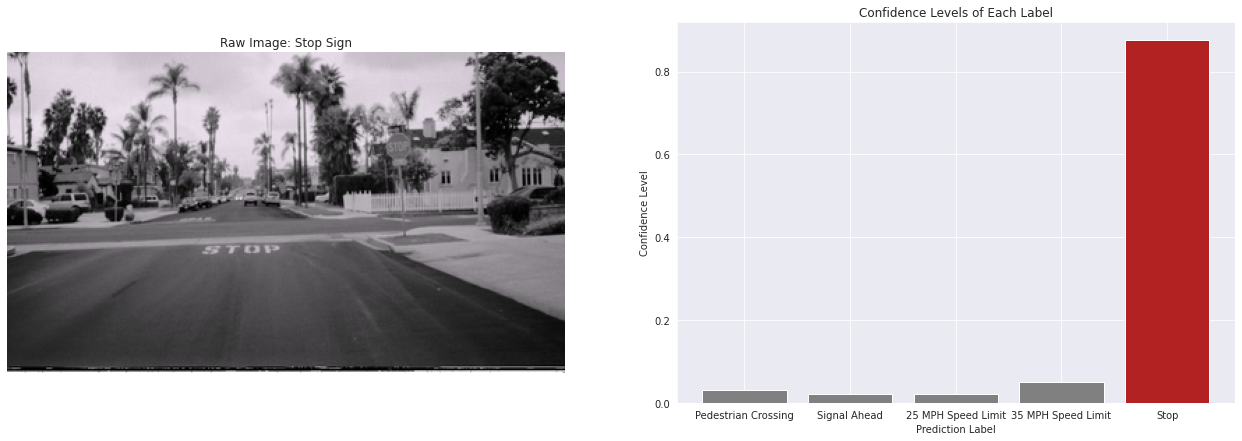 Raw Image: Stop Sign
STOP
STOP
Confidence Levels of Each Label
Confidence Level
0.8
0.6
0.4
0.2
0.0
Pedestrian Crossing Signal Ahead 25 MPH Speed Limit 35 MPH Speed Limit Stop
Prediction Label